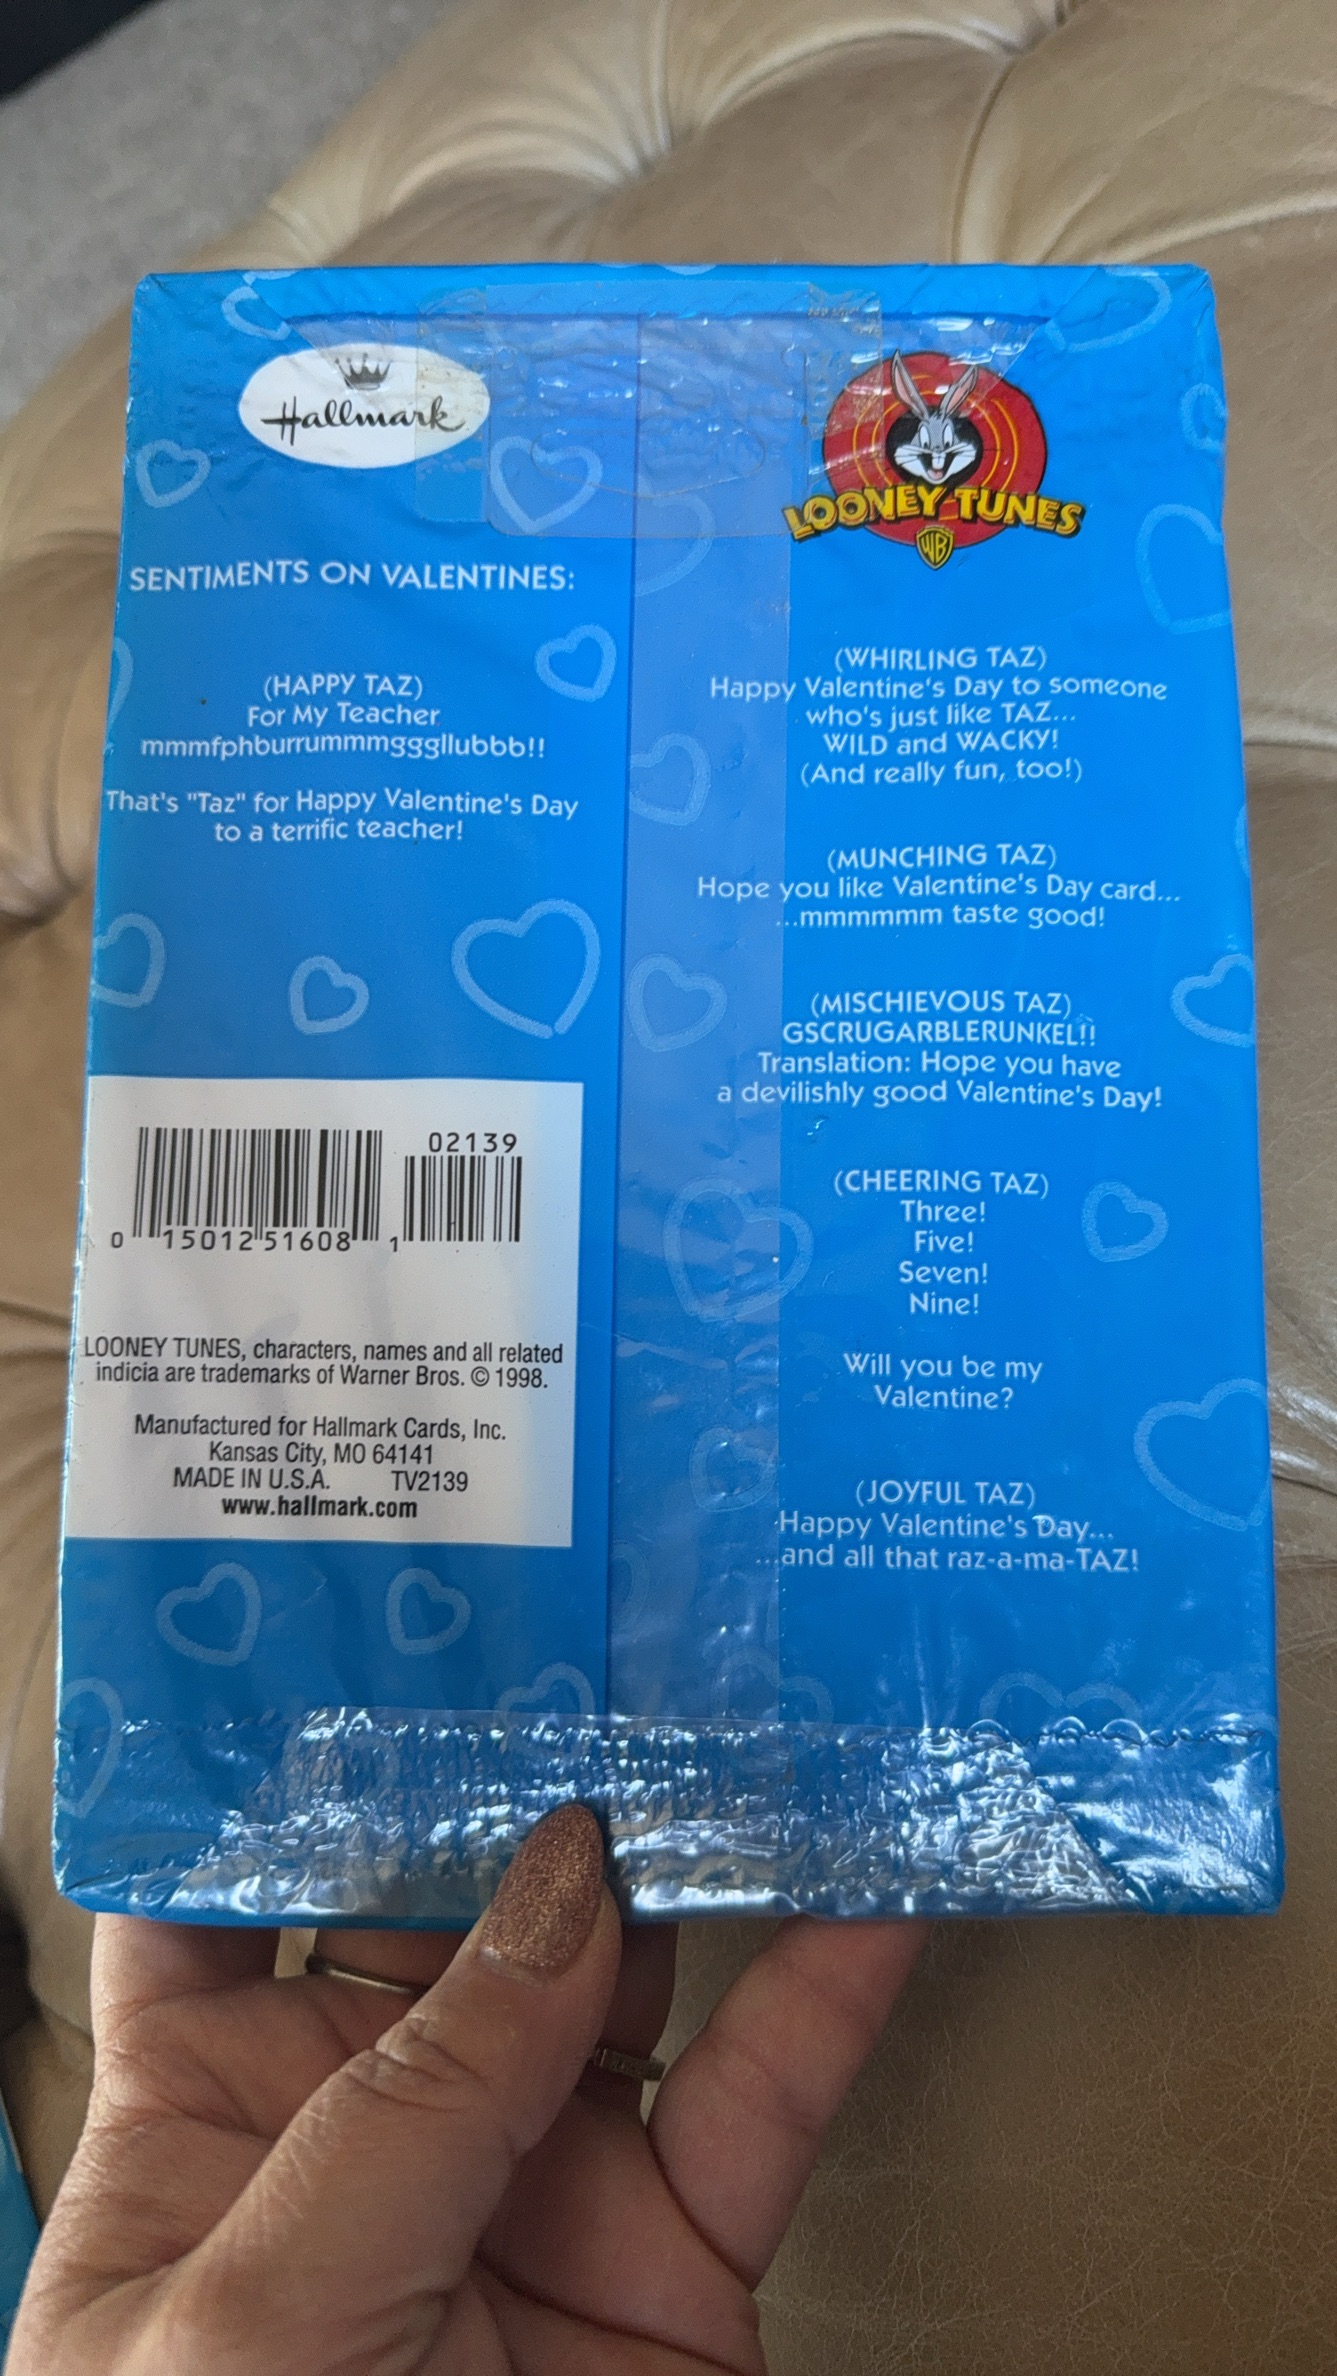 Hallmark
LOONEY TUNES
WB
SENTIMENTS ON VALENTINES:
(HAPPY TAZ)
For My Teacher
mmmfphburrummmgggllubbb!!
That's "Taz" for Happy Valentine's Day
to a terrific teacher!
02139
0 15012 51608 1
LOONEY TUNES, characters, names and all related
indicia are trademarks of Warner Bros. © 1998.
Manufactured for Hallmark Cards, Inc.
Kansas City, MO 64141
MADE IN U.S.A. TV2139
www.hallmark.com
(WHIRLING TAZ)
Happy Valentine's Day to someone
who's just like TAZ...
WILD and WACKY!
(And really fun, too!)
(MUNCHING TAZ)
Hope you like Valentine's Day card...
...mmmmmm taste good!
(MISCHIEVOUS TAZ)
GSCRUGARBLERUNKEL!!
Translation: Hope you have
a devilishly good Valentine's Day!
(CHEERING TAZ)
Three!
Five!
Seven!
Nine!
Will you be my
Valentine?
(JOYFUL TAZ)
Happy Valentine's Day...
...and all that raz-a-ma-TAZ!